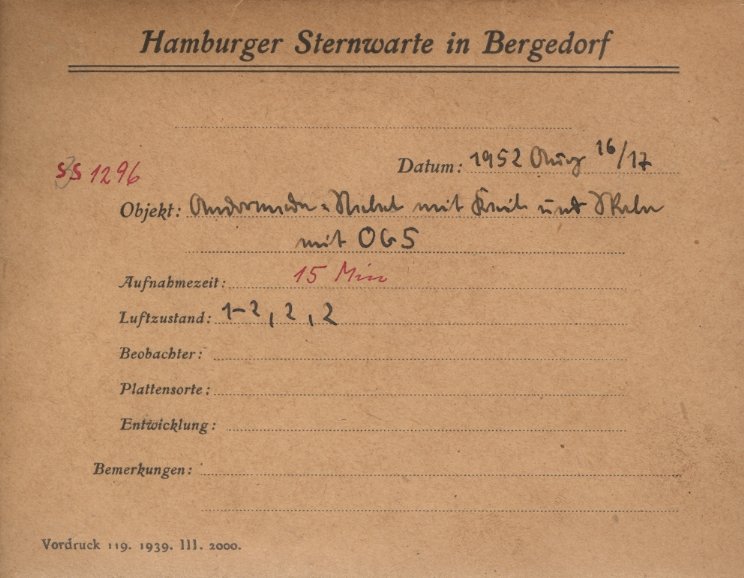 Hamburger Sternwarte in Bergedorf
SS 1296
Datum: 1952 Aug 16/17
Objekt: Andromeda-Nebel mit Keil und Skala
mit OG5
Aufnahmezeit: 15 Min
Luftzustand: 1-2, 2, 2
Beobachter:
Plattensorte:
Entwicklung:
Bemerkungen:
Vordruck 119. 1939. III. 2000.